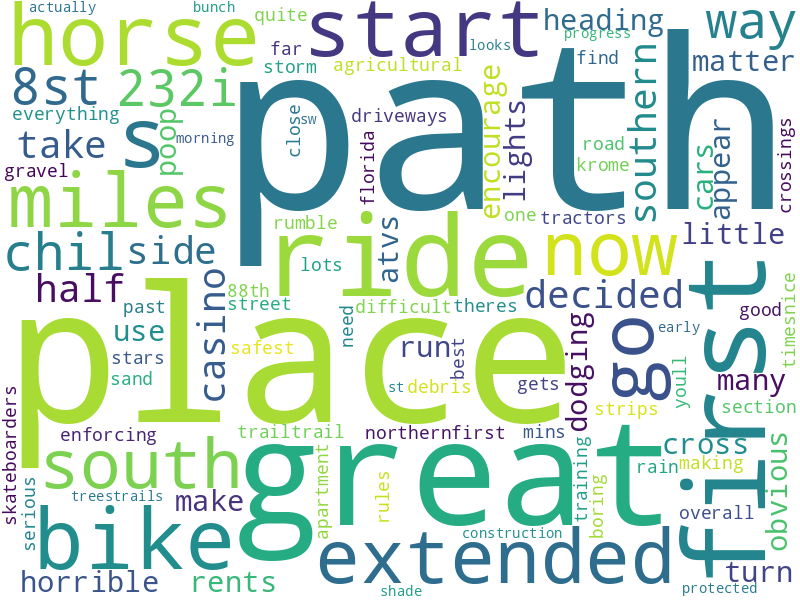 actually
bunch
quite
horse
start
heading
progress
way
far
looks
storm
agricultural
find
matter
8st
232i
path
encourage
lights
southern
everything
s
poop
close
sw
driveways
road
cars
appear
crossings
take
morning
florida
krome
gravel
miles
rumble
one
tractors
ride
atvs
now
little
chil
side
lots
half
casino
88th
street
decided
first
timesnice
past
use
need
difficult
theres
good
place
go
early
stars
safest
run
best
dodging
youll
sand
st
debris
gets
many
skateboarders
strips
section
enforcing
trailtrail
northernfirst
mins
south
great
cross
obvious
apartment
training
boring
rain
making
serious
treestrails
make
rules
bike
extended
construction
overall
horrible
rents
shade
turn
protected